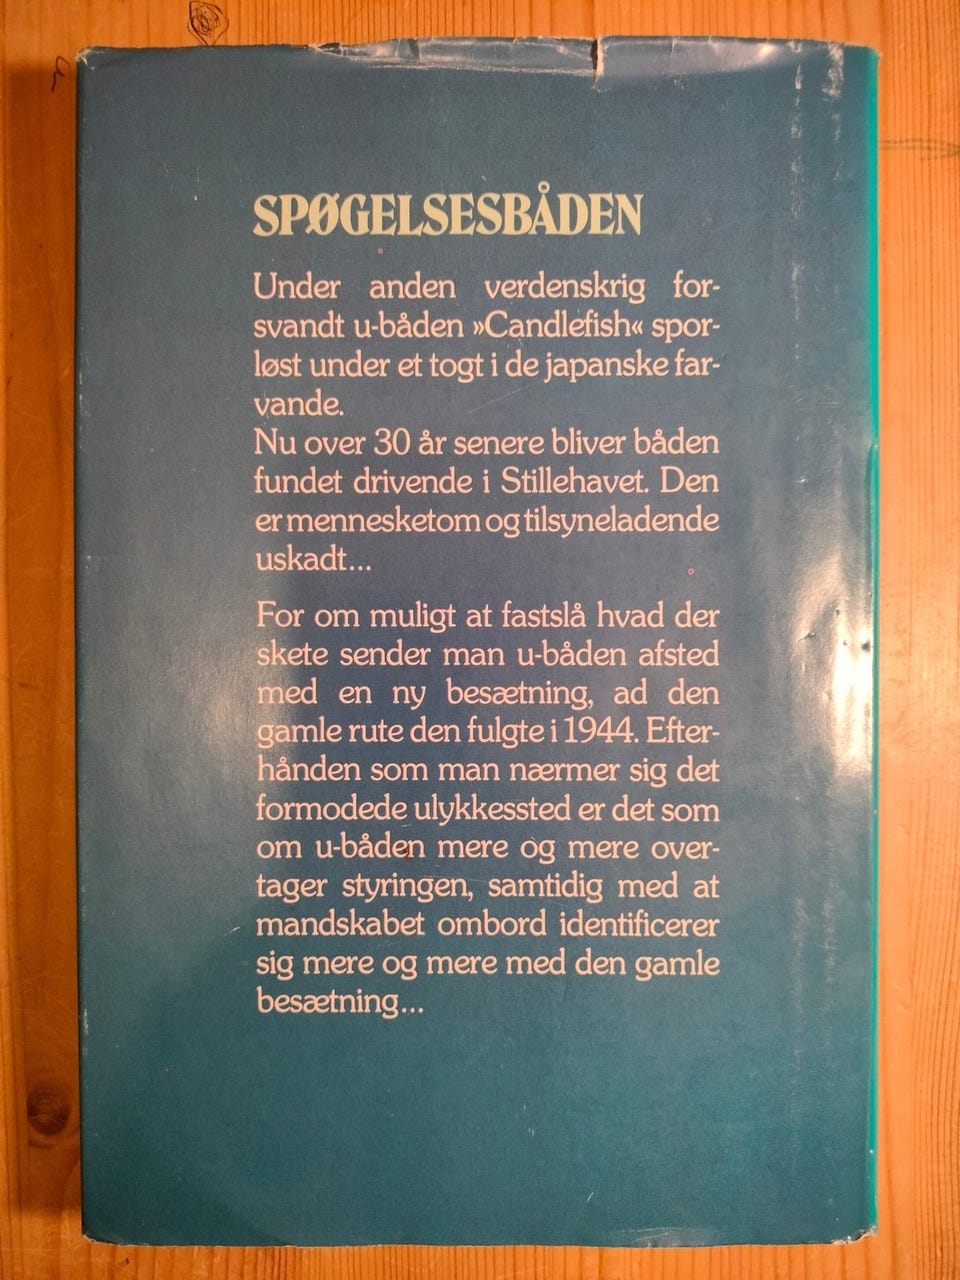 SPØGELSESBÅDEN
Under anden verdenskrig for-
svandt u-båden »Candlefish« spor-
løst under et togt i de japanske far-
vande.
Nu over 30 år senere bliver båden
fundet drivende i Stillehavet. Den
er mennesketom og tilsyneladende
uskadt...
For om muligt at fastslå hvad der
skete sender man u-båden afsted
med en ny besætning, ad den
gamle rute den fulgte i 1944. Efter-
hånden som man nærmer sig det
formodede ulykkessted er det som
om u-båden mere og mere over-
tager styringen, samtidig med at
mandskabet ombord identificerer
sig mere og mere med den gamle
besætning...